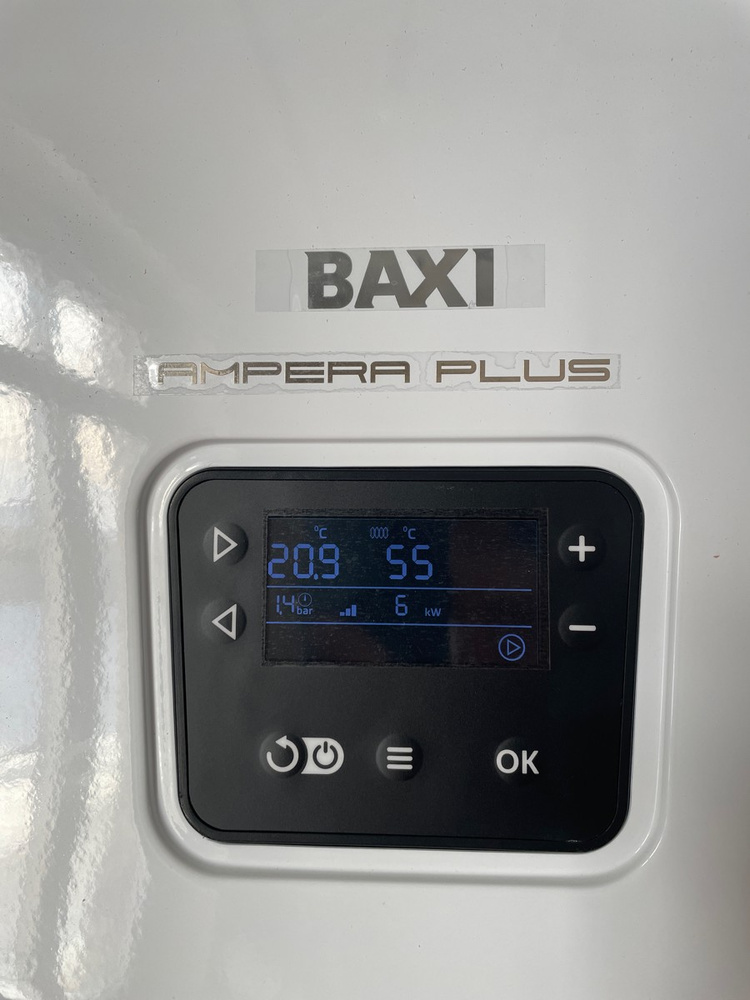 BAXI
AMPERA PLUS
°C °C
20.9 55
1,4 bar 6 kW
OK